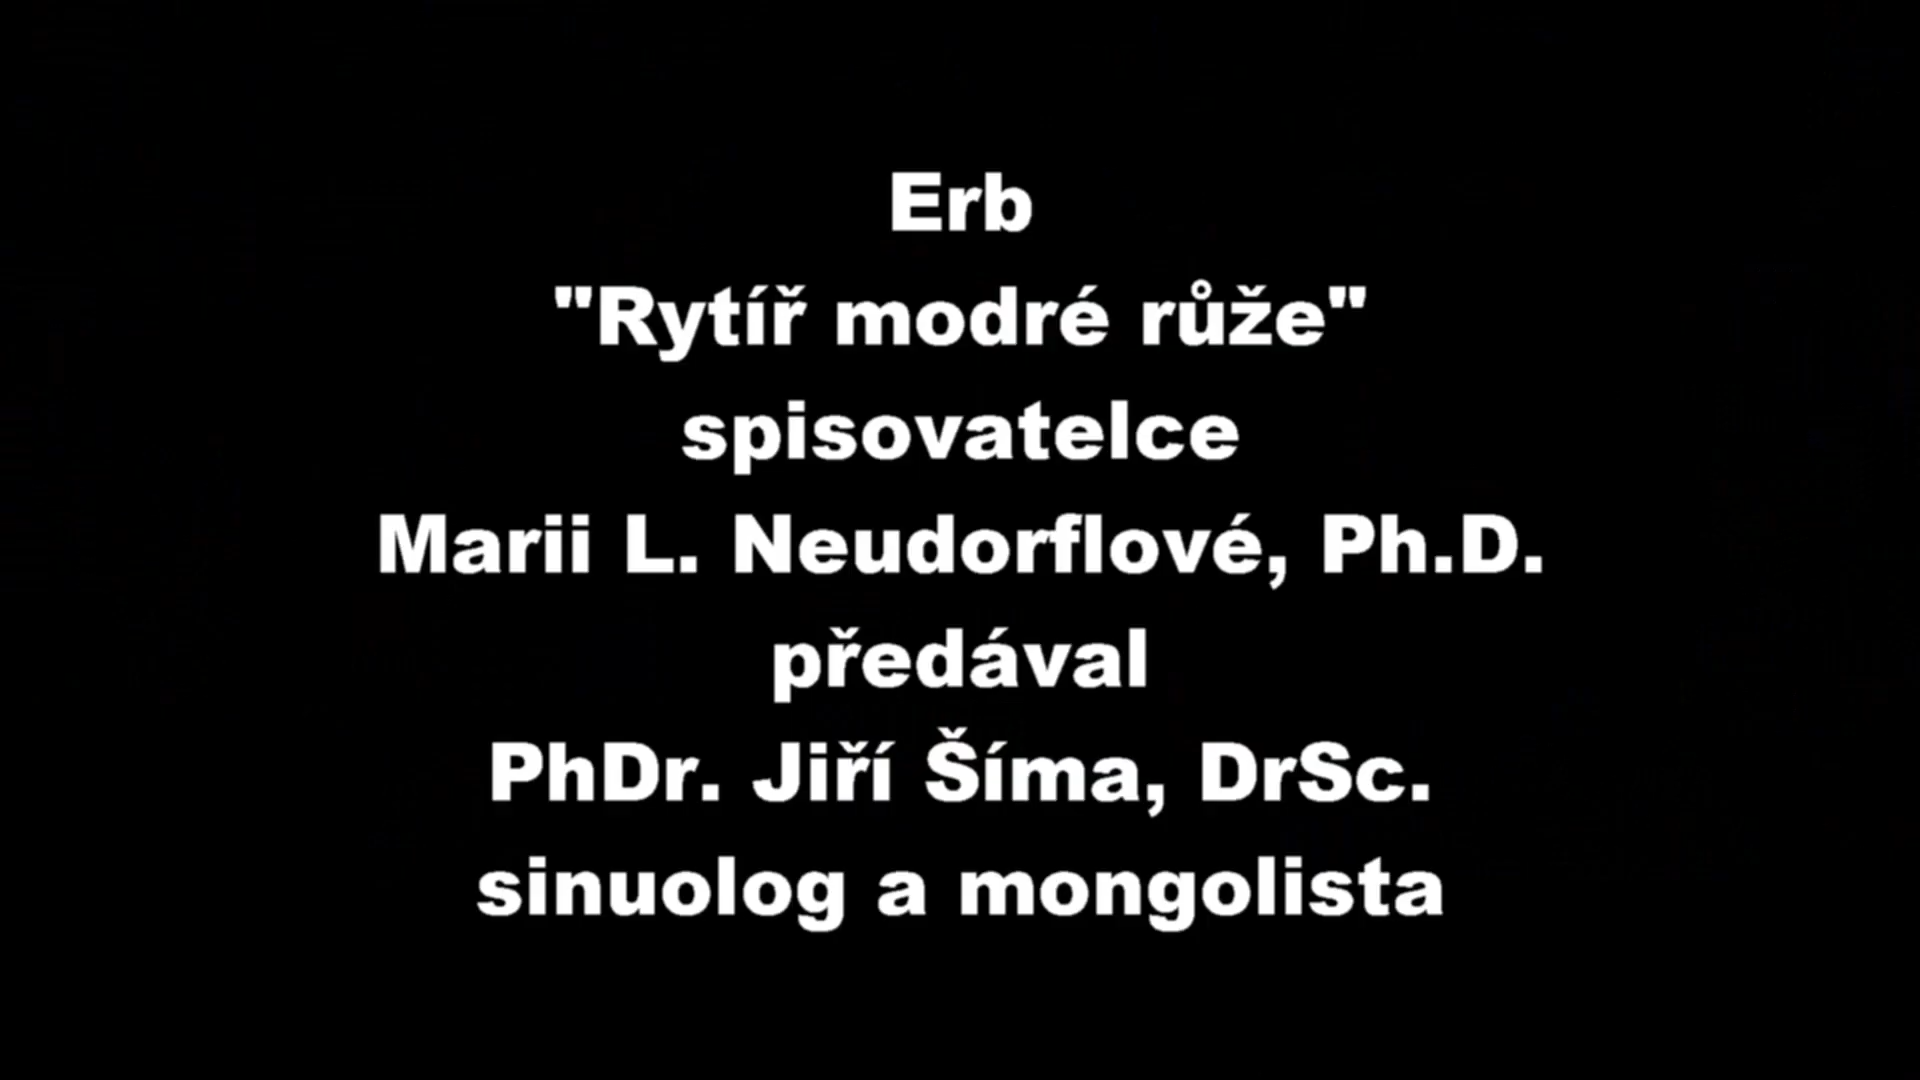 Erb
"Rytíř modré růže"
spisovatelce
Marii L. Neudorflové, Ph.D.
předával
PhDr. Jiří Šíma, DrSc.
sinuolog a mongolista